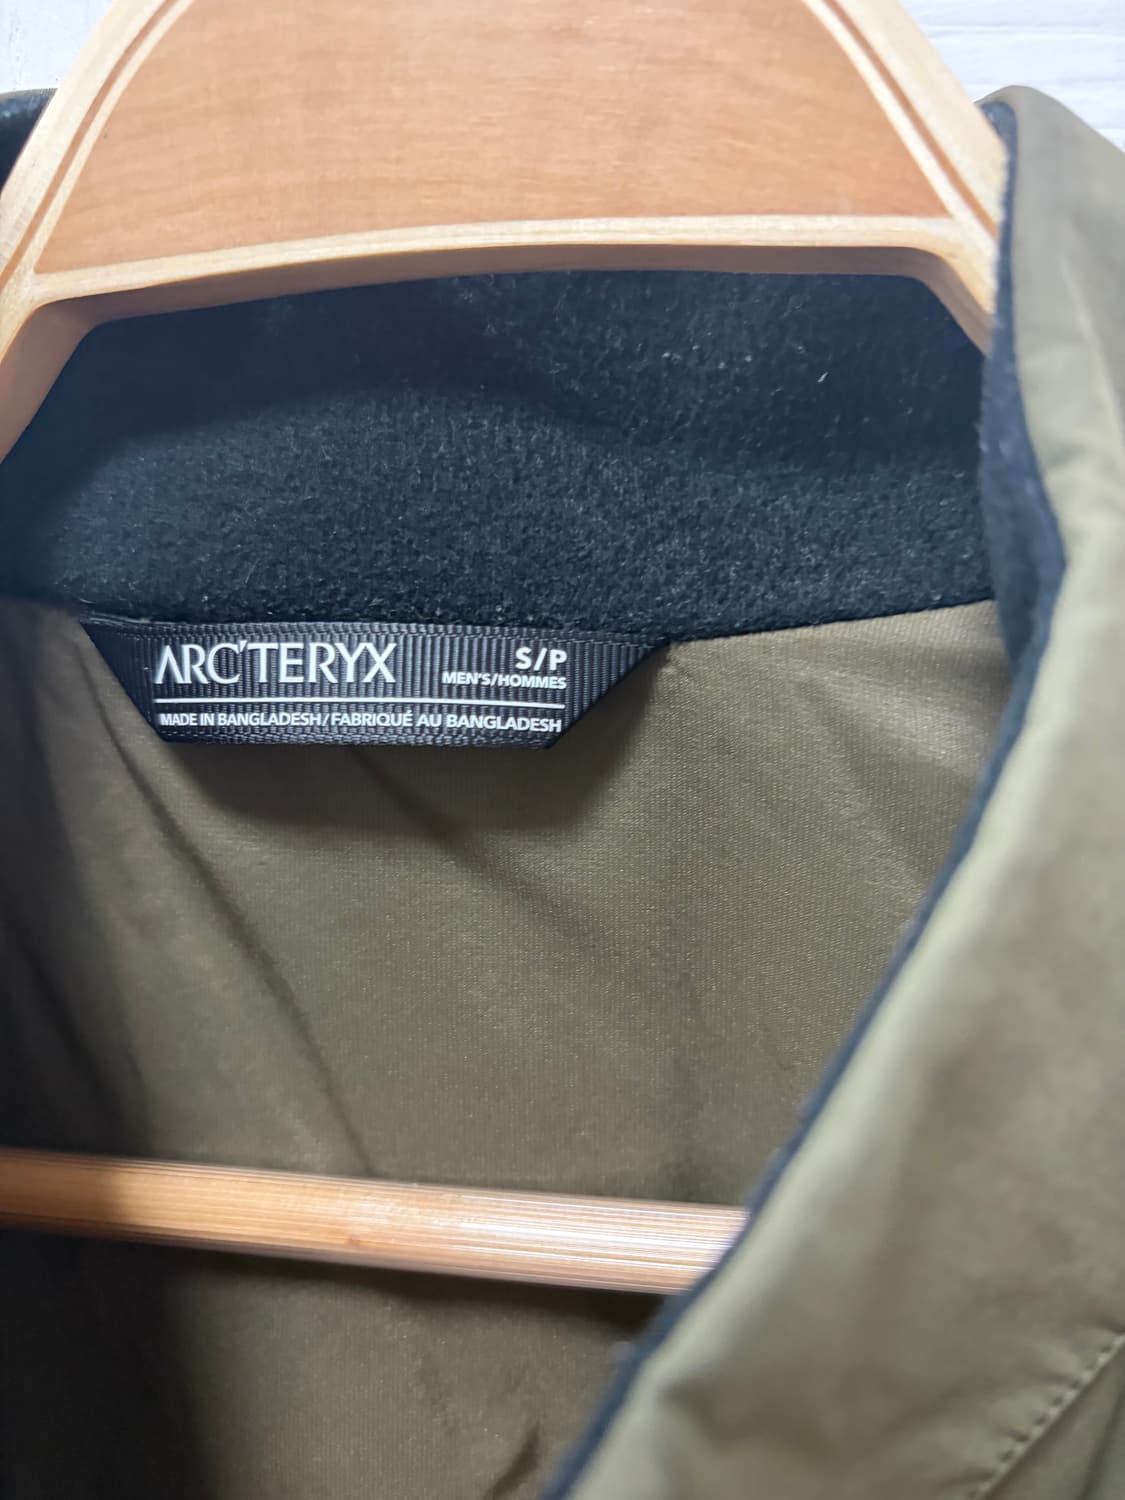 ARC'TERYX
S/P
MEN'S/HOMMES
MADE IN BANGLADESH/FABRIQUÉ AU BANGLADESH